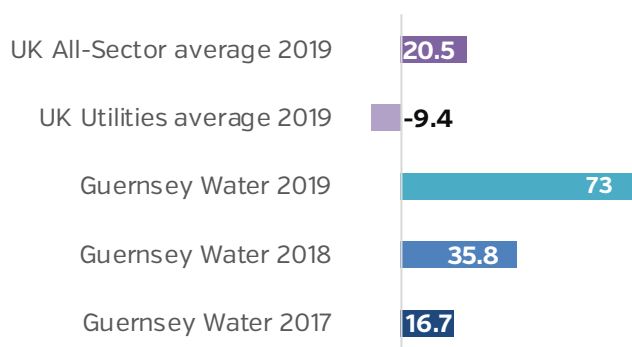 UK All-Sector average 2019 20.5
UK Utilities average 2019 -9.4
Guernsey Water 2019 73
Guernsey Water 2018 35.8
Guernsey Water 2017 16.7